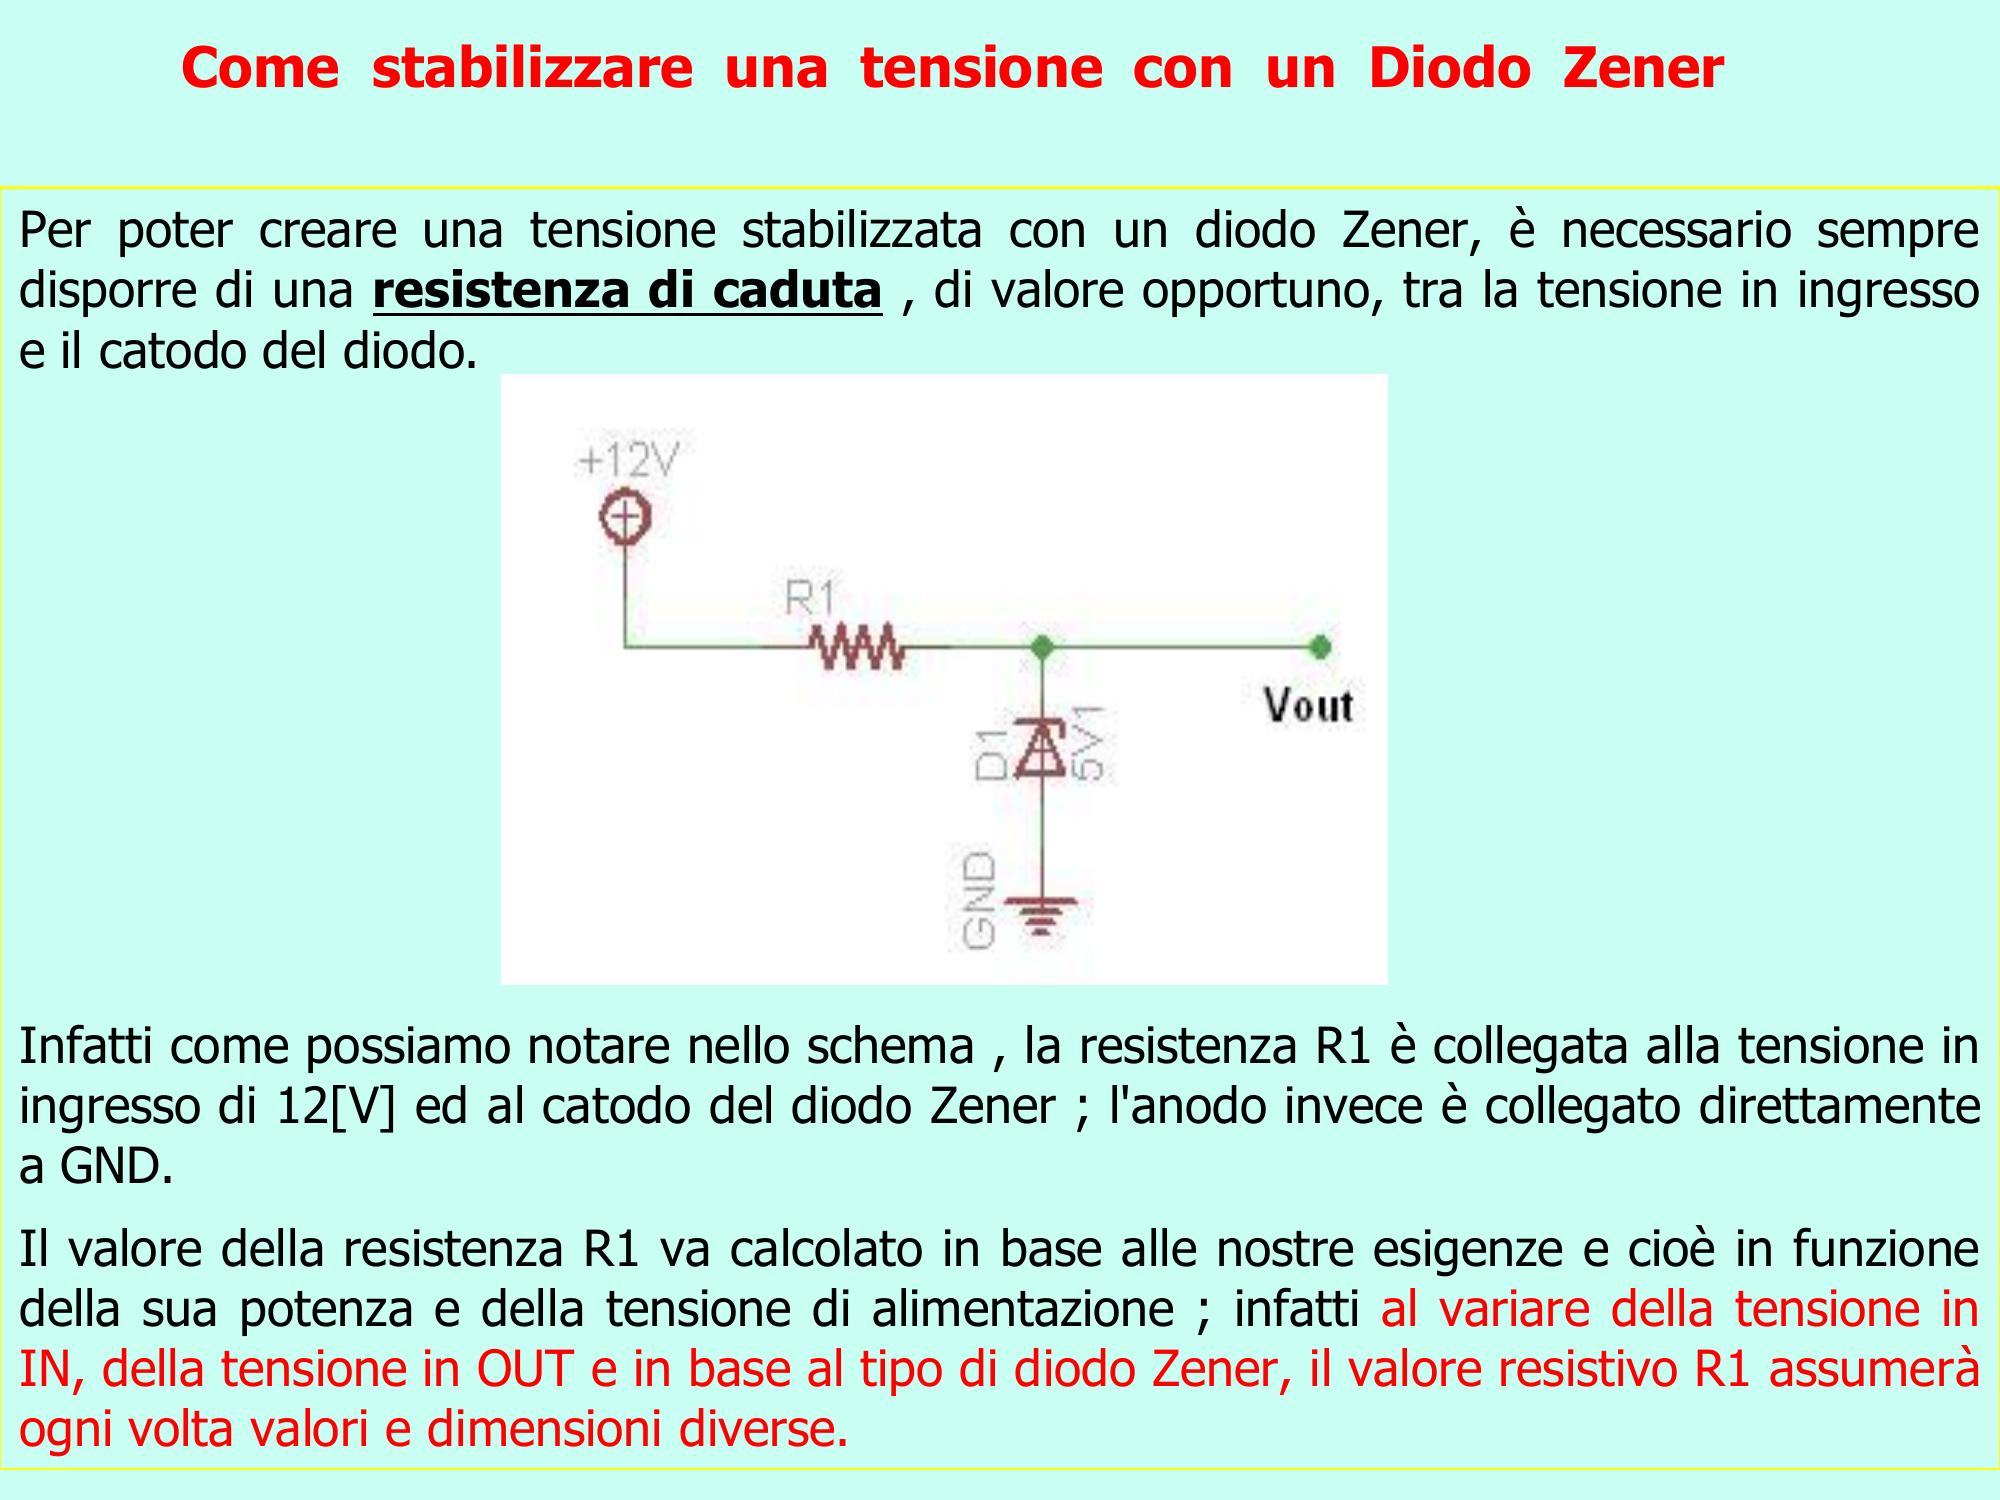 Come stabilizzare una tensione con un Diodo Zener
Per poter creare una tensione stabilizzata con un diodo Zener, è necessario sempre
disporre di una resistenza di caduta , di valore opportuno, tra la tensione in ingresso
e il catodo del diodo.
+12V
R1
Vout
D1
5V1
GND
Infatti come possiamo notare nello schema , la resistenza R1 è collegata alla tensione in
ingresso di 12[V] ed al catodo del diodo Zener ; l'anodo invece è collegato direttamente
a GND.
Il valore della resistenza R1 va calcolato in base alle nostre esigenze e cioè in funzione
della sua potenza e della tensione di alimentazione ; infatti al variare della tensione in
IN, della tensione in OUT e in base al tipo di diodo Zener, il valore resistivo R1 assumerà
ogni volta valori e dimensioni diverse.